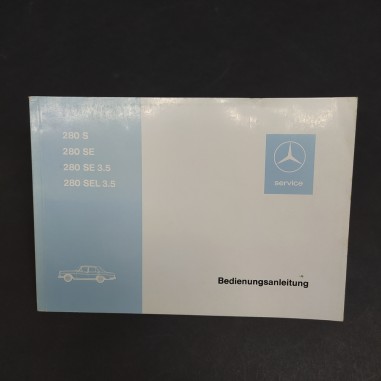 280 S
280 SE
280 SE 3.5
280 SEL 3.5
service
Bedienungsanleitung